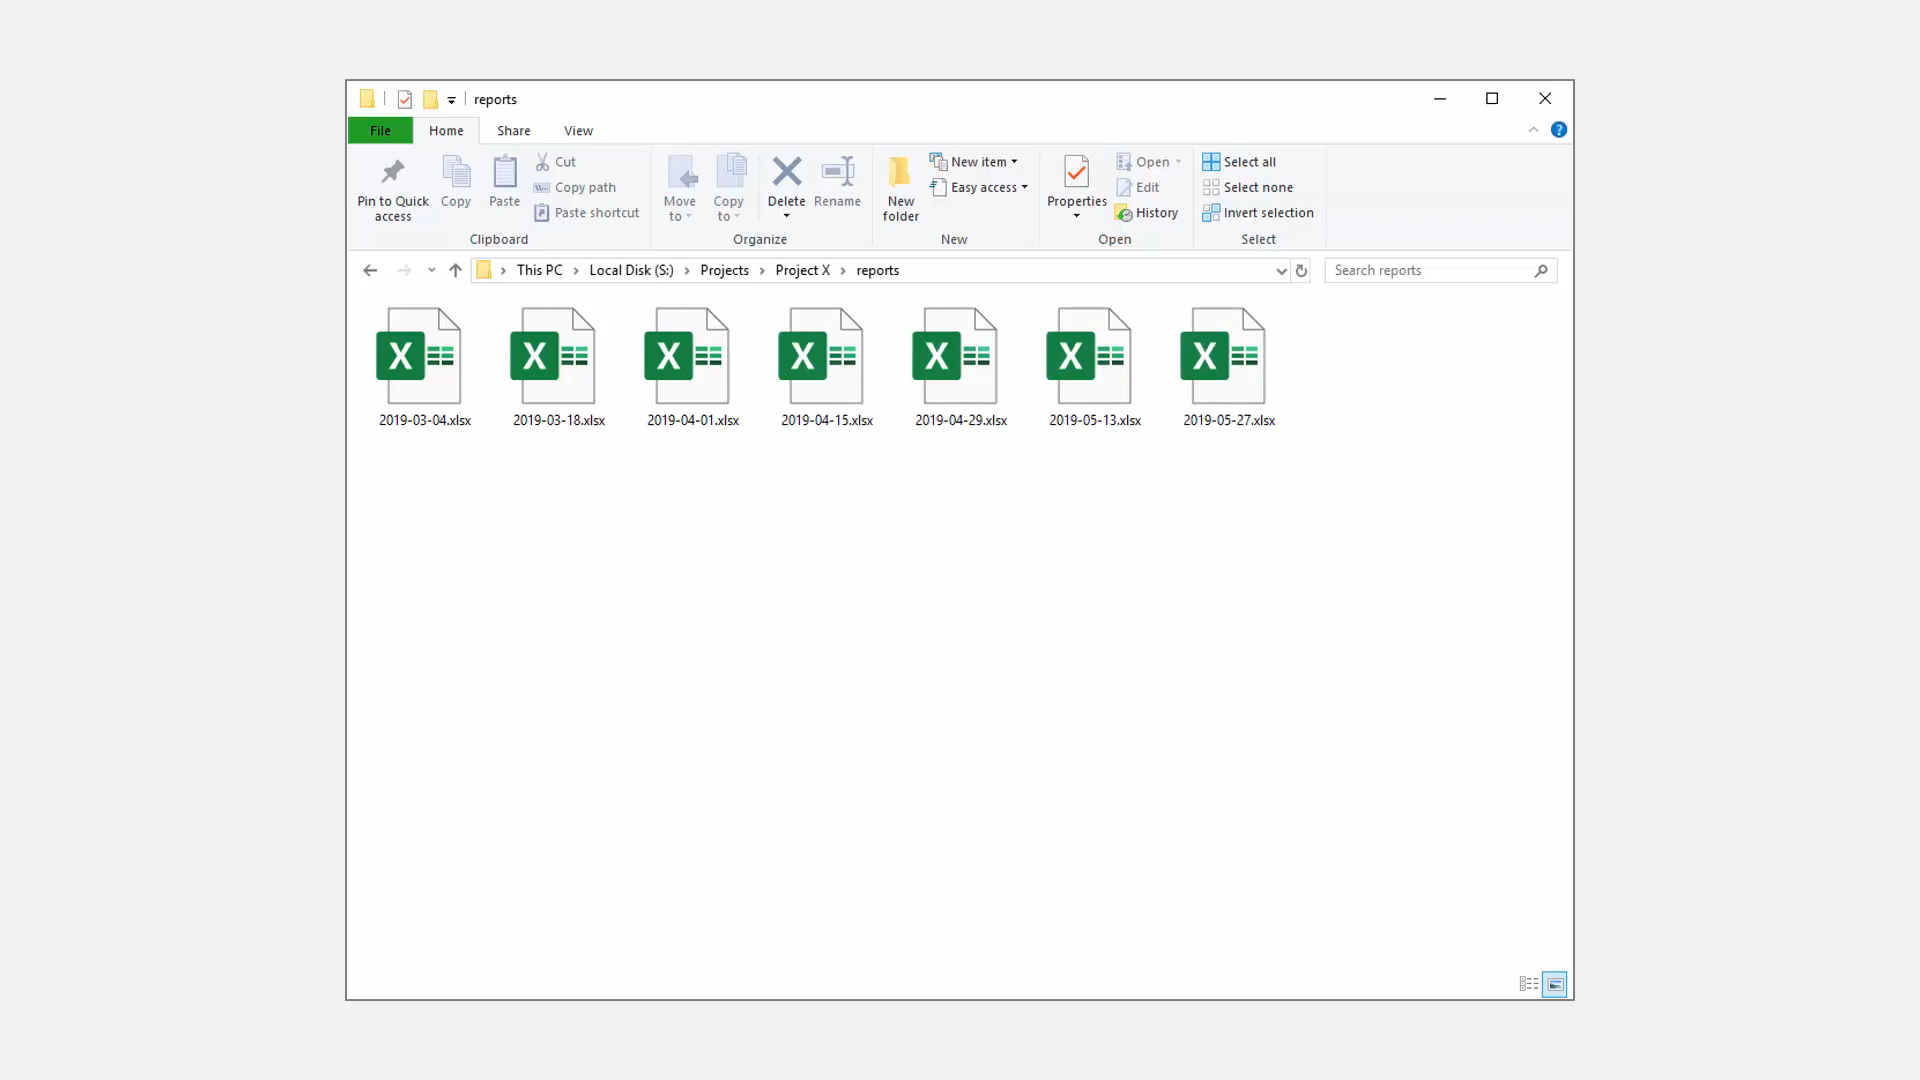 reports
File Home Share View
Pin to Quick access
Copy
Paste
Cut
Copy path
Paste shortcut
Clipboard
Move to
Copy to
Delete
Rename
Organize
New folder
New item
Easy access
New
Properties
Open
Edit
History
Open
Select all
Select none
Invert selection
Select
This PC > Local Disk (S:) > Projects > Project X > reports
Search reports
2019-03-04.xlsx
2019-03-18.xlsx
2019-04-01.xlsx
2019-04-15.xlsx
2019-04-29.xlsx
2019-05-13.xlsx
2019-05-27.xlsx